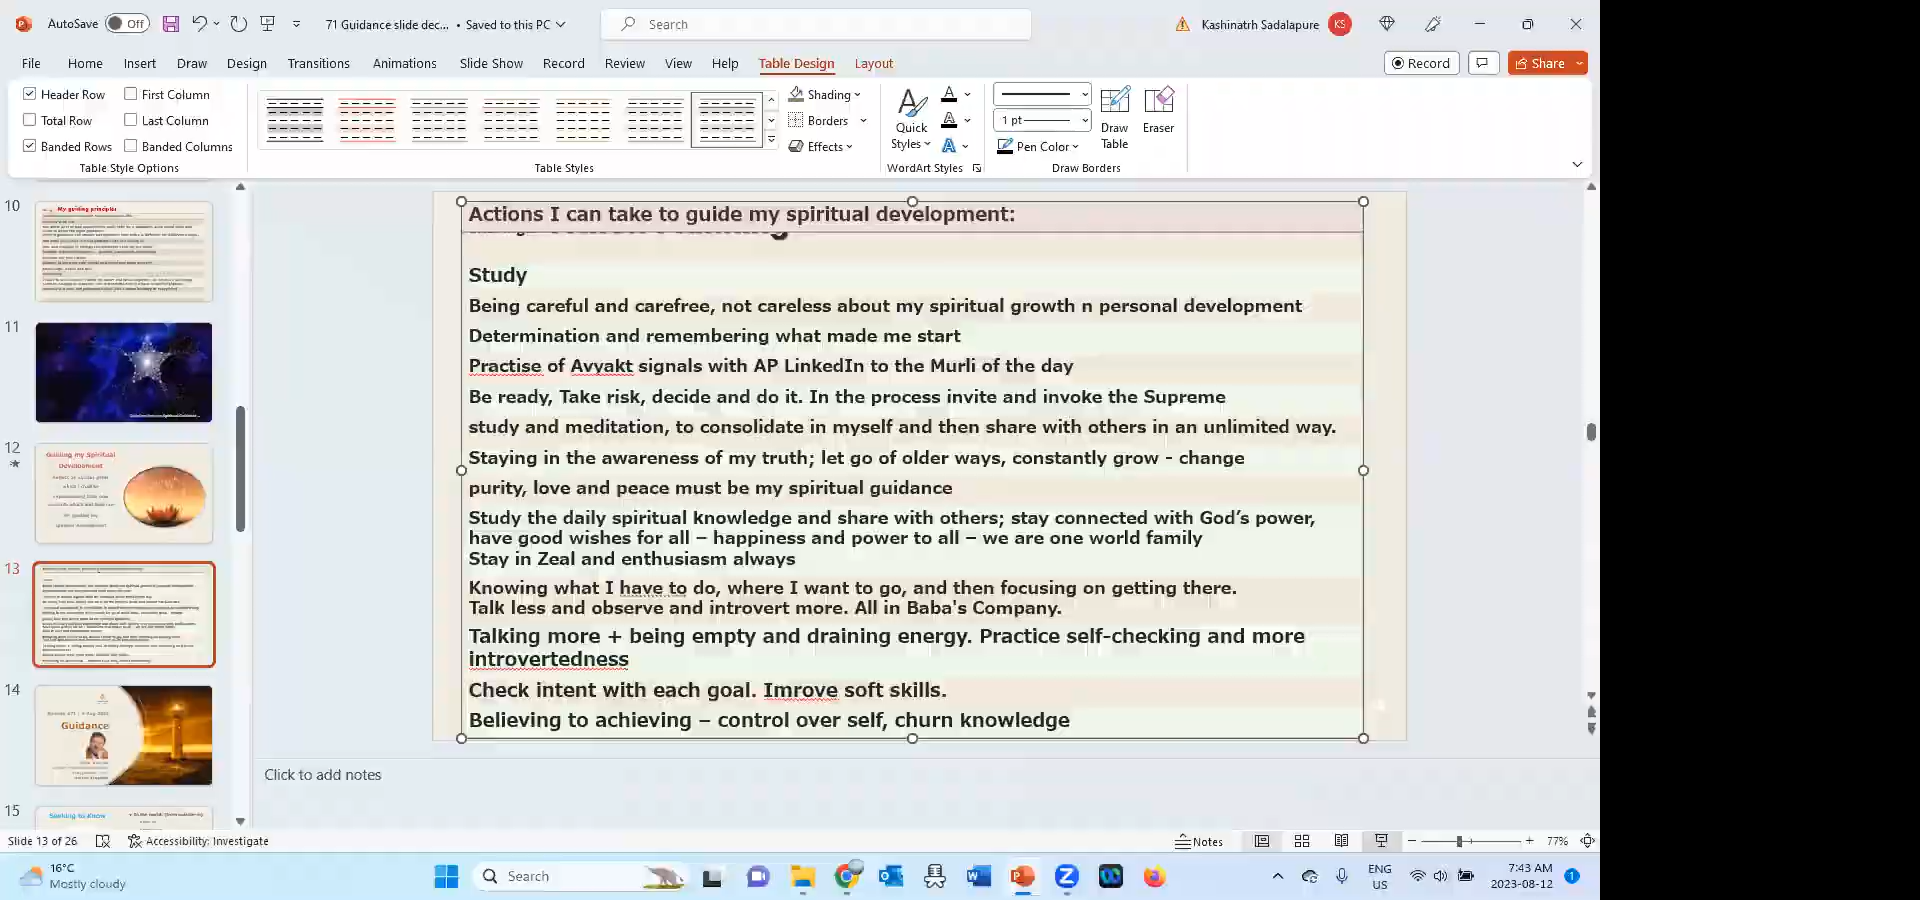 AutoSave Off 71 Guidance slide dec... • Saved to this PC Search Kashinatrh Sadalapure KS
File Home Insert Draw Design Transitions Animations Slide Show Record Review View Help Table Design Layout Record Share
Header Row First Column
Total Row Last Column
Banded Rows Banded Columns
Table Style Options
Table Styles
Shading
Borders
Effects
Quick Styles
WordArt Styles
1 pt
Pen Color
Draw Table
Eraser
Draw Borders
10
My guiding principles
11
12
Guiding my Spiritual
Development
13
14
Guidance
15
Seeking to Know
Actions I can take to guide my spiritual development:
Study
Being careful and carefree, not careless about my spiritual growth n personal development
Determination and remembering what made me start
Practise of Avyakt signals with AP LinkedIn to the Murli of the day
Be ready, Take risk, decide and do it. In the process invite and invoke the Supreme
study and meditation, to consolidate in myself and then share with others in an unlimited way.
Staying in the awareness of my truth; let go of older ways, constantly grow - change
purity, love and peace must be my spiritual guidance
Study the daily spiritual knowledge and share with others; stay connected with God’s power,
have good wishes for all – happiness and power to all – we are one world family
Stay in Zeal and enthusiasm always
Knowing what I have to do, where I want to go, and then focusing on getting there.
Talk less and observe and introvert more. All in Baba's Company.
Talking more + being empty and draining energy. Practice self-checking and more
introvertedness
Check intent with each goal. Imrove soft skills.
Believing to achieving – control over self, churn knowledge
Click to add notes
Slide 13 of 26 Accessibility: Investigate Notes 77%
16°C
Mostly cloudy
Search
ENG
US
7:43 AM
2023-08-12
1